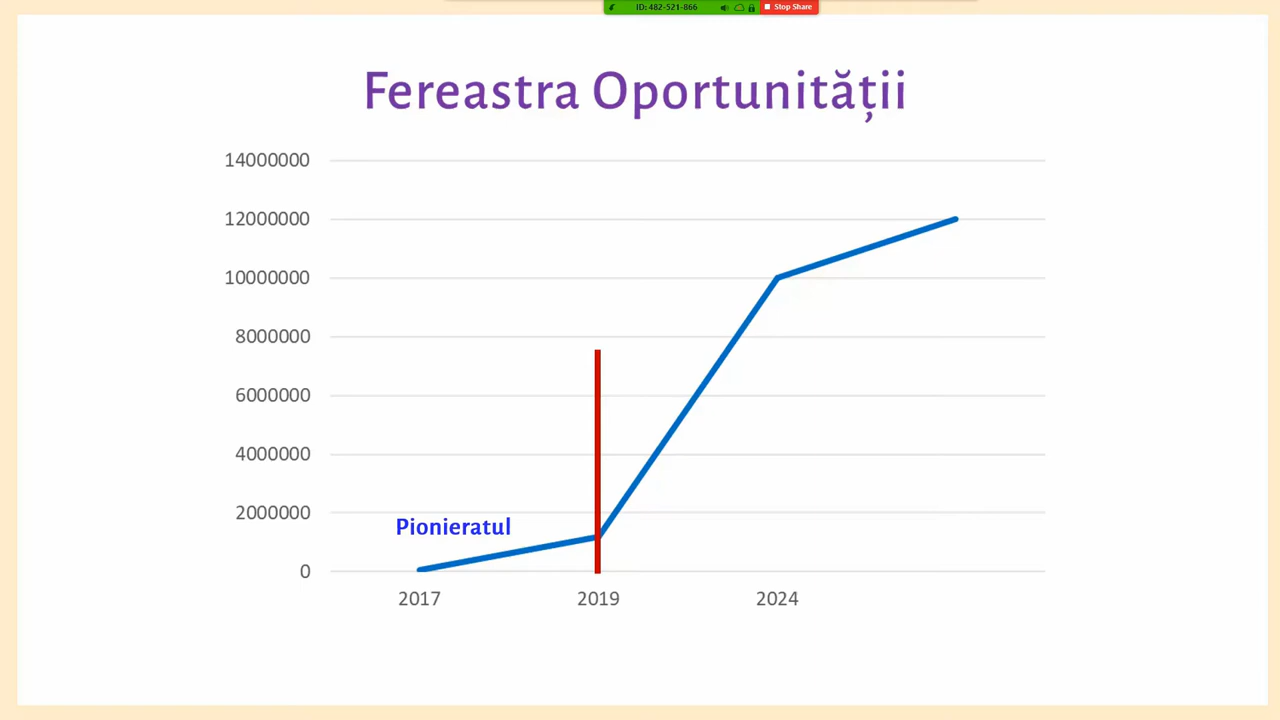 ID: 482-521-866 Stop Share
Fereastra Oportunității
14000000
12000000
10000000
8000000
6000000
4000000
2000000
Pionieratul
0
2017 2019 2024